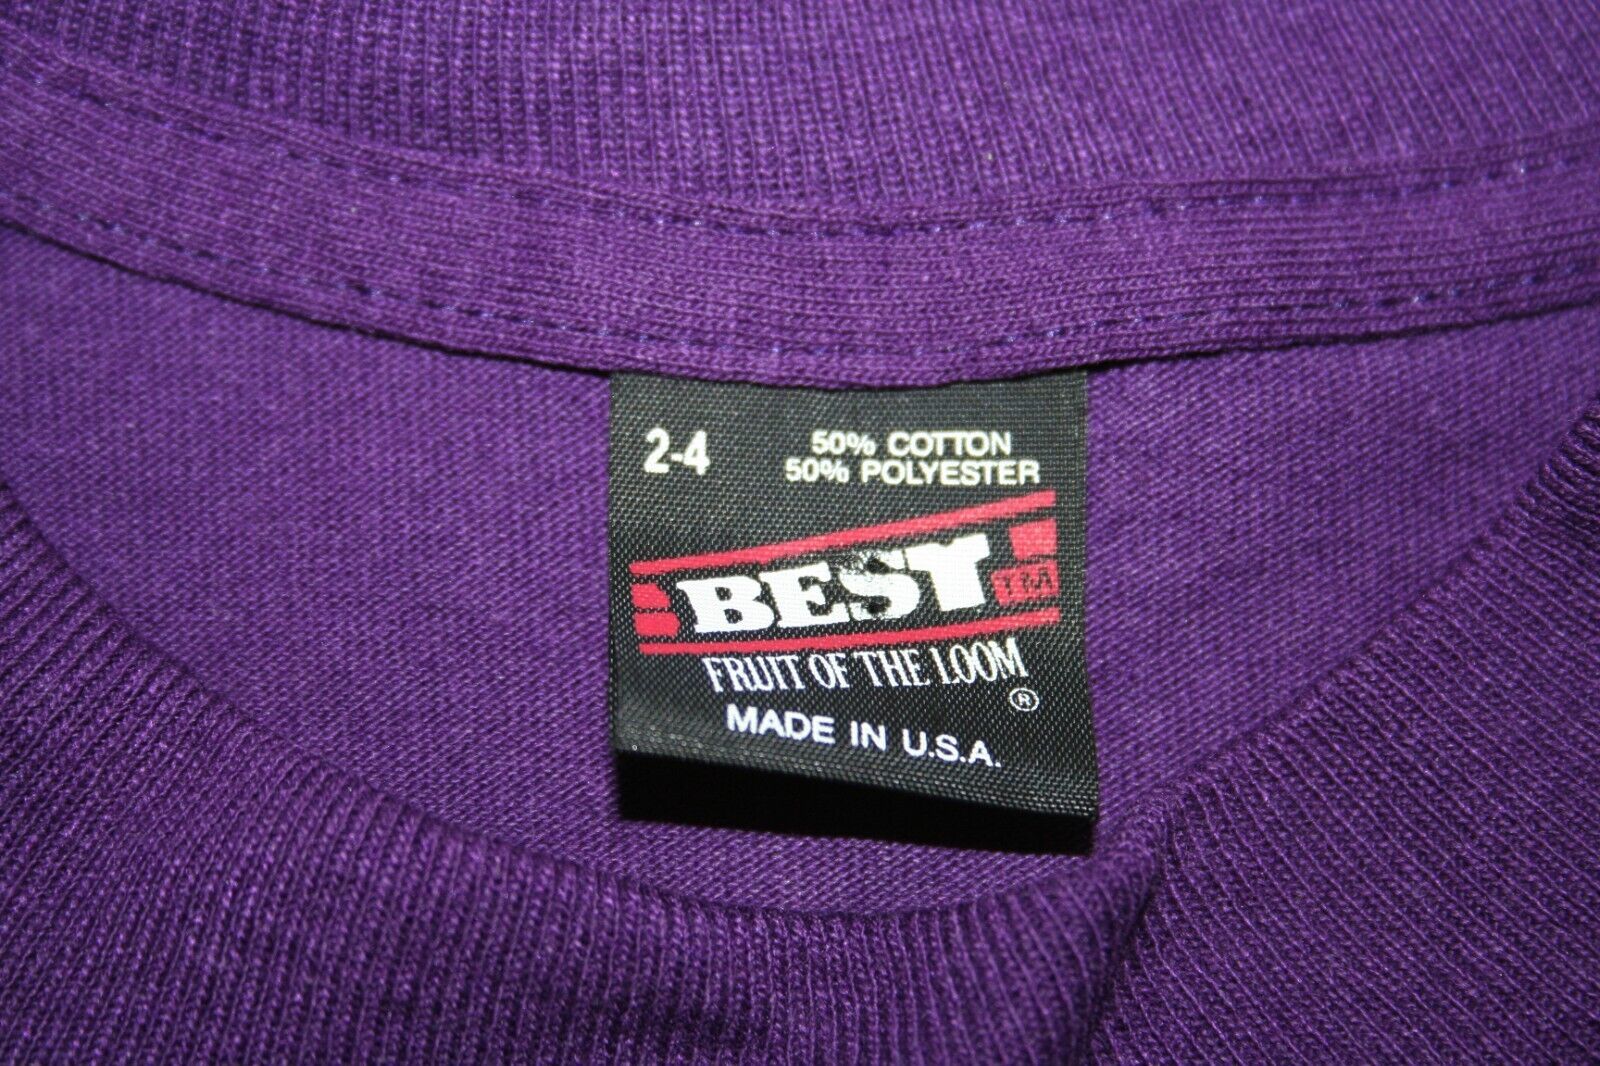 2-4
50% COTTON
50% POLYESTER
BEST TM
FRUIT OF THE LOOM
®
MADE IN U.S.A.